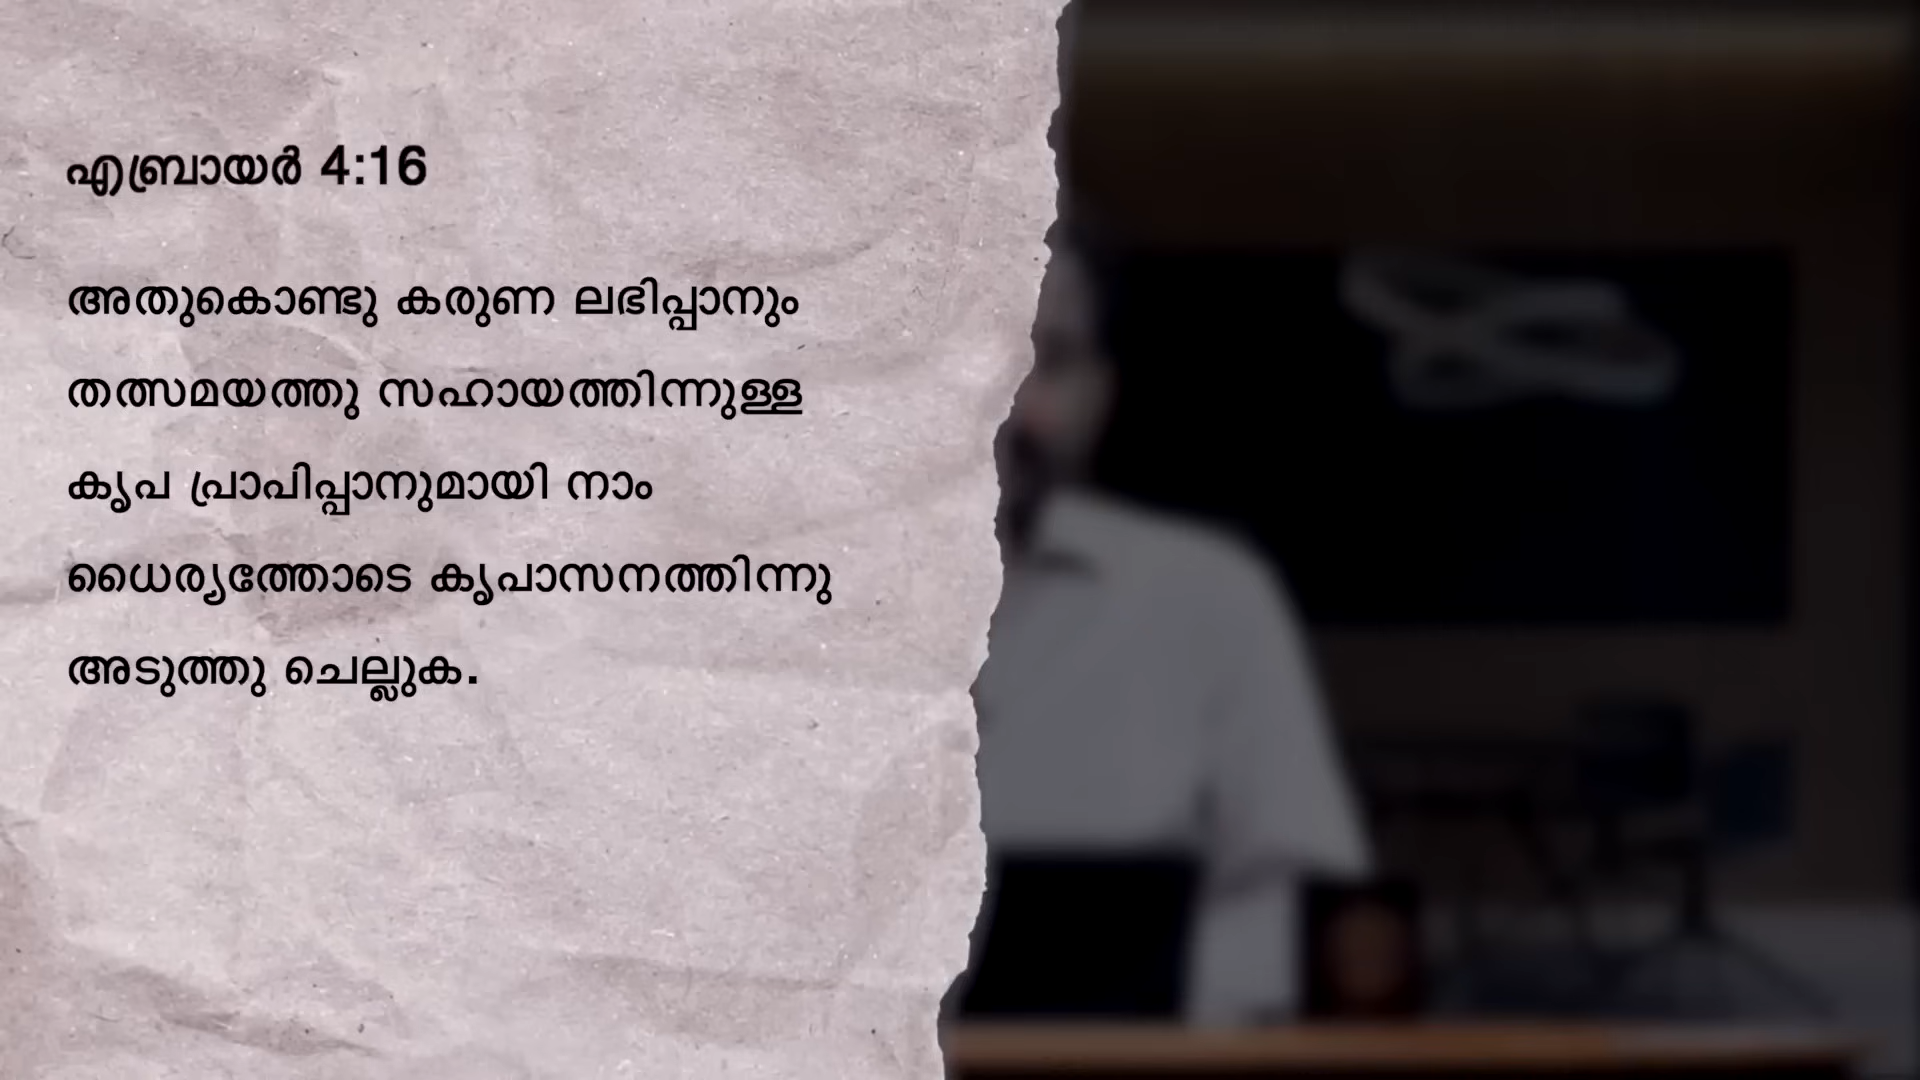 എബ്രായർ 4:16
അതുകൊണ്ടു കരുണ ലഭിപ്പാനും
തത്സമയത്തു സഹായത്തിന്നുള്ള
കൃപ പ്രാപിപ്പാനുമായി നാം
ധൈര്യത്തോടെ കൃപാസനത്തിന്നു
അടുത്തു ചെല്ലുക.